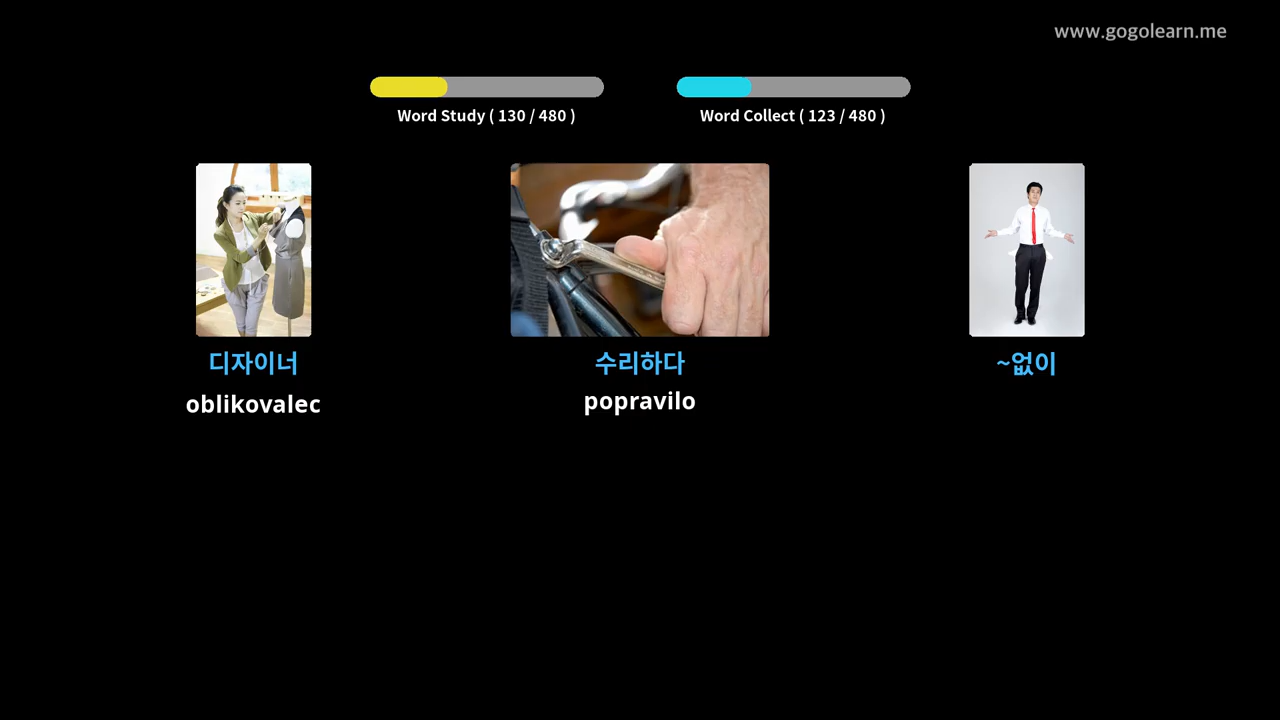 www.gogolearn.me
Word Study ( 130 / 480 )
Word Collect ( 123 / 480 )
디자이너
수리하다
~없이
oblikovalec
popravilo